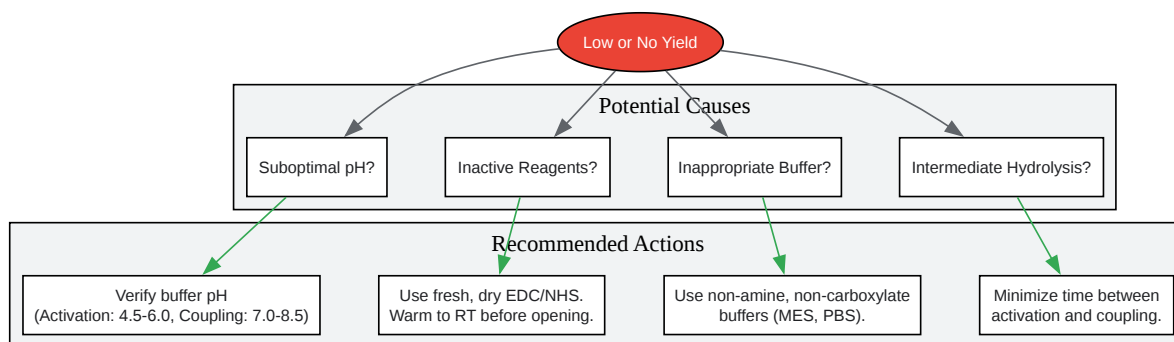 Low or No Yield
Potential Causes
Suboptimal pH?
Inactive Reagents?
Inappropriate Buffer?
Intermediate Hydrolysis?
Recommended Actions
Verify buffer pH
(Activation: 4.5-6.0, Coupling: 7.0-8.5)
Use fresh, dry EDC/NHS.
Warm to RT before opening.
Use non-amine, non-carboxylate
buffers (MES, PBS).
Minimize time between
activation and coupling.